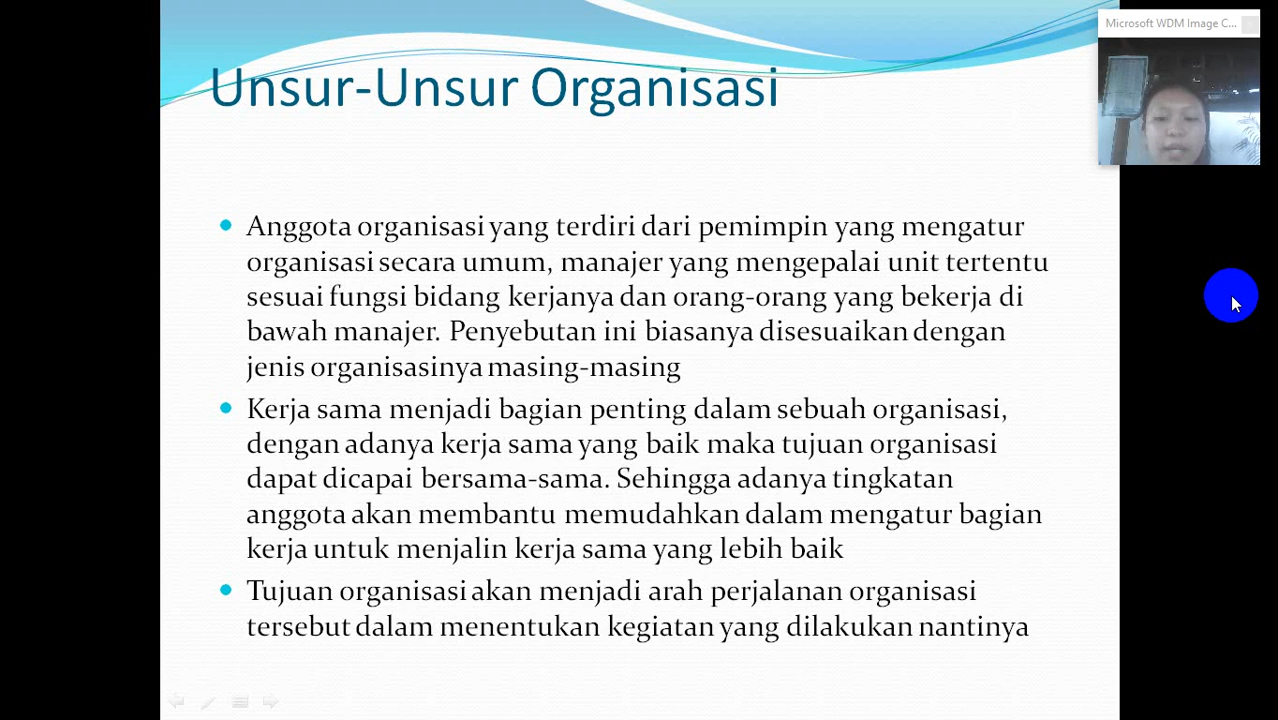 Microsoft WDM Image C...
Unsur-Unsur Organisasi
Anggota organisasi yang terdiri dari pemimpin yang mengatur
organisasi secara umum, manajer yang mengepalai unit tertentu
sesuai fungsi bidang kerjanya dan orang-orang yang bekerja di
bawah manajer. Penyebutan ini biasanya disesuaikan dengan
jenis organisasinya masing-masing
Kerja sama menjadi bagian penting dalam sebuah organisasi,
dengan adanya kerja sama yang baik maka tujuan organisasi
dapat dicapai bersama-sama. Sehingga adanya tingkatan
anggota akan membantu memudahkan dalam mengatur bagian
kerja untuk menjalin kerja sama yang lebih baik
Tujuan organisasi akan menjadi arah perjalanan organisasi
tersebut dalam menentukan kegiatan yang dilakukan nantinya